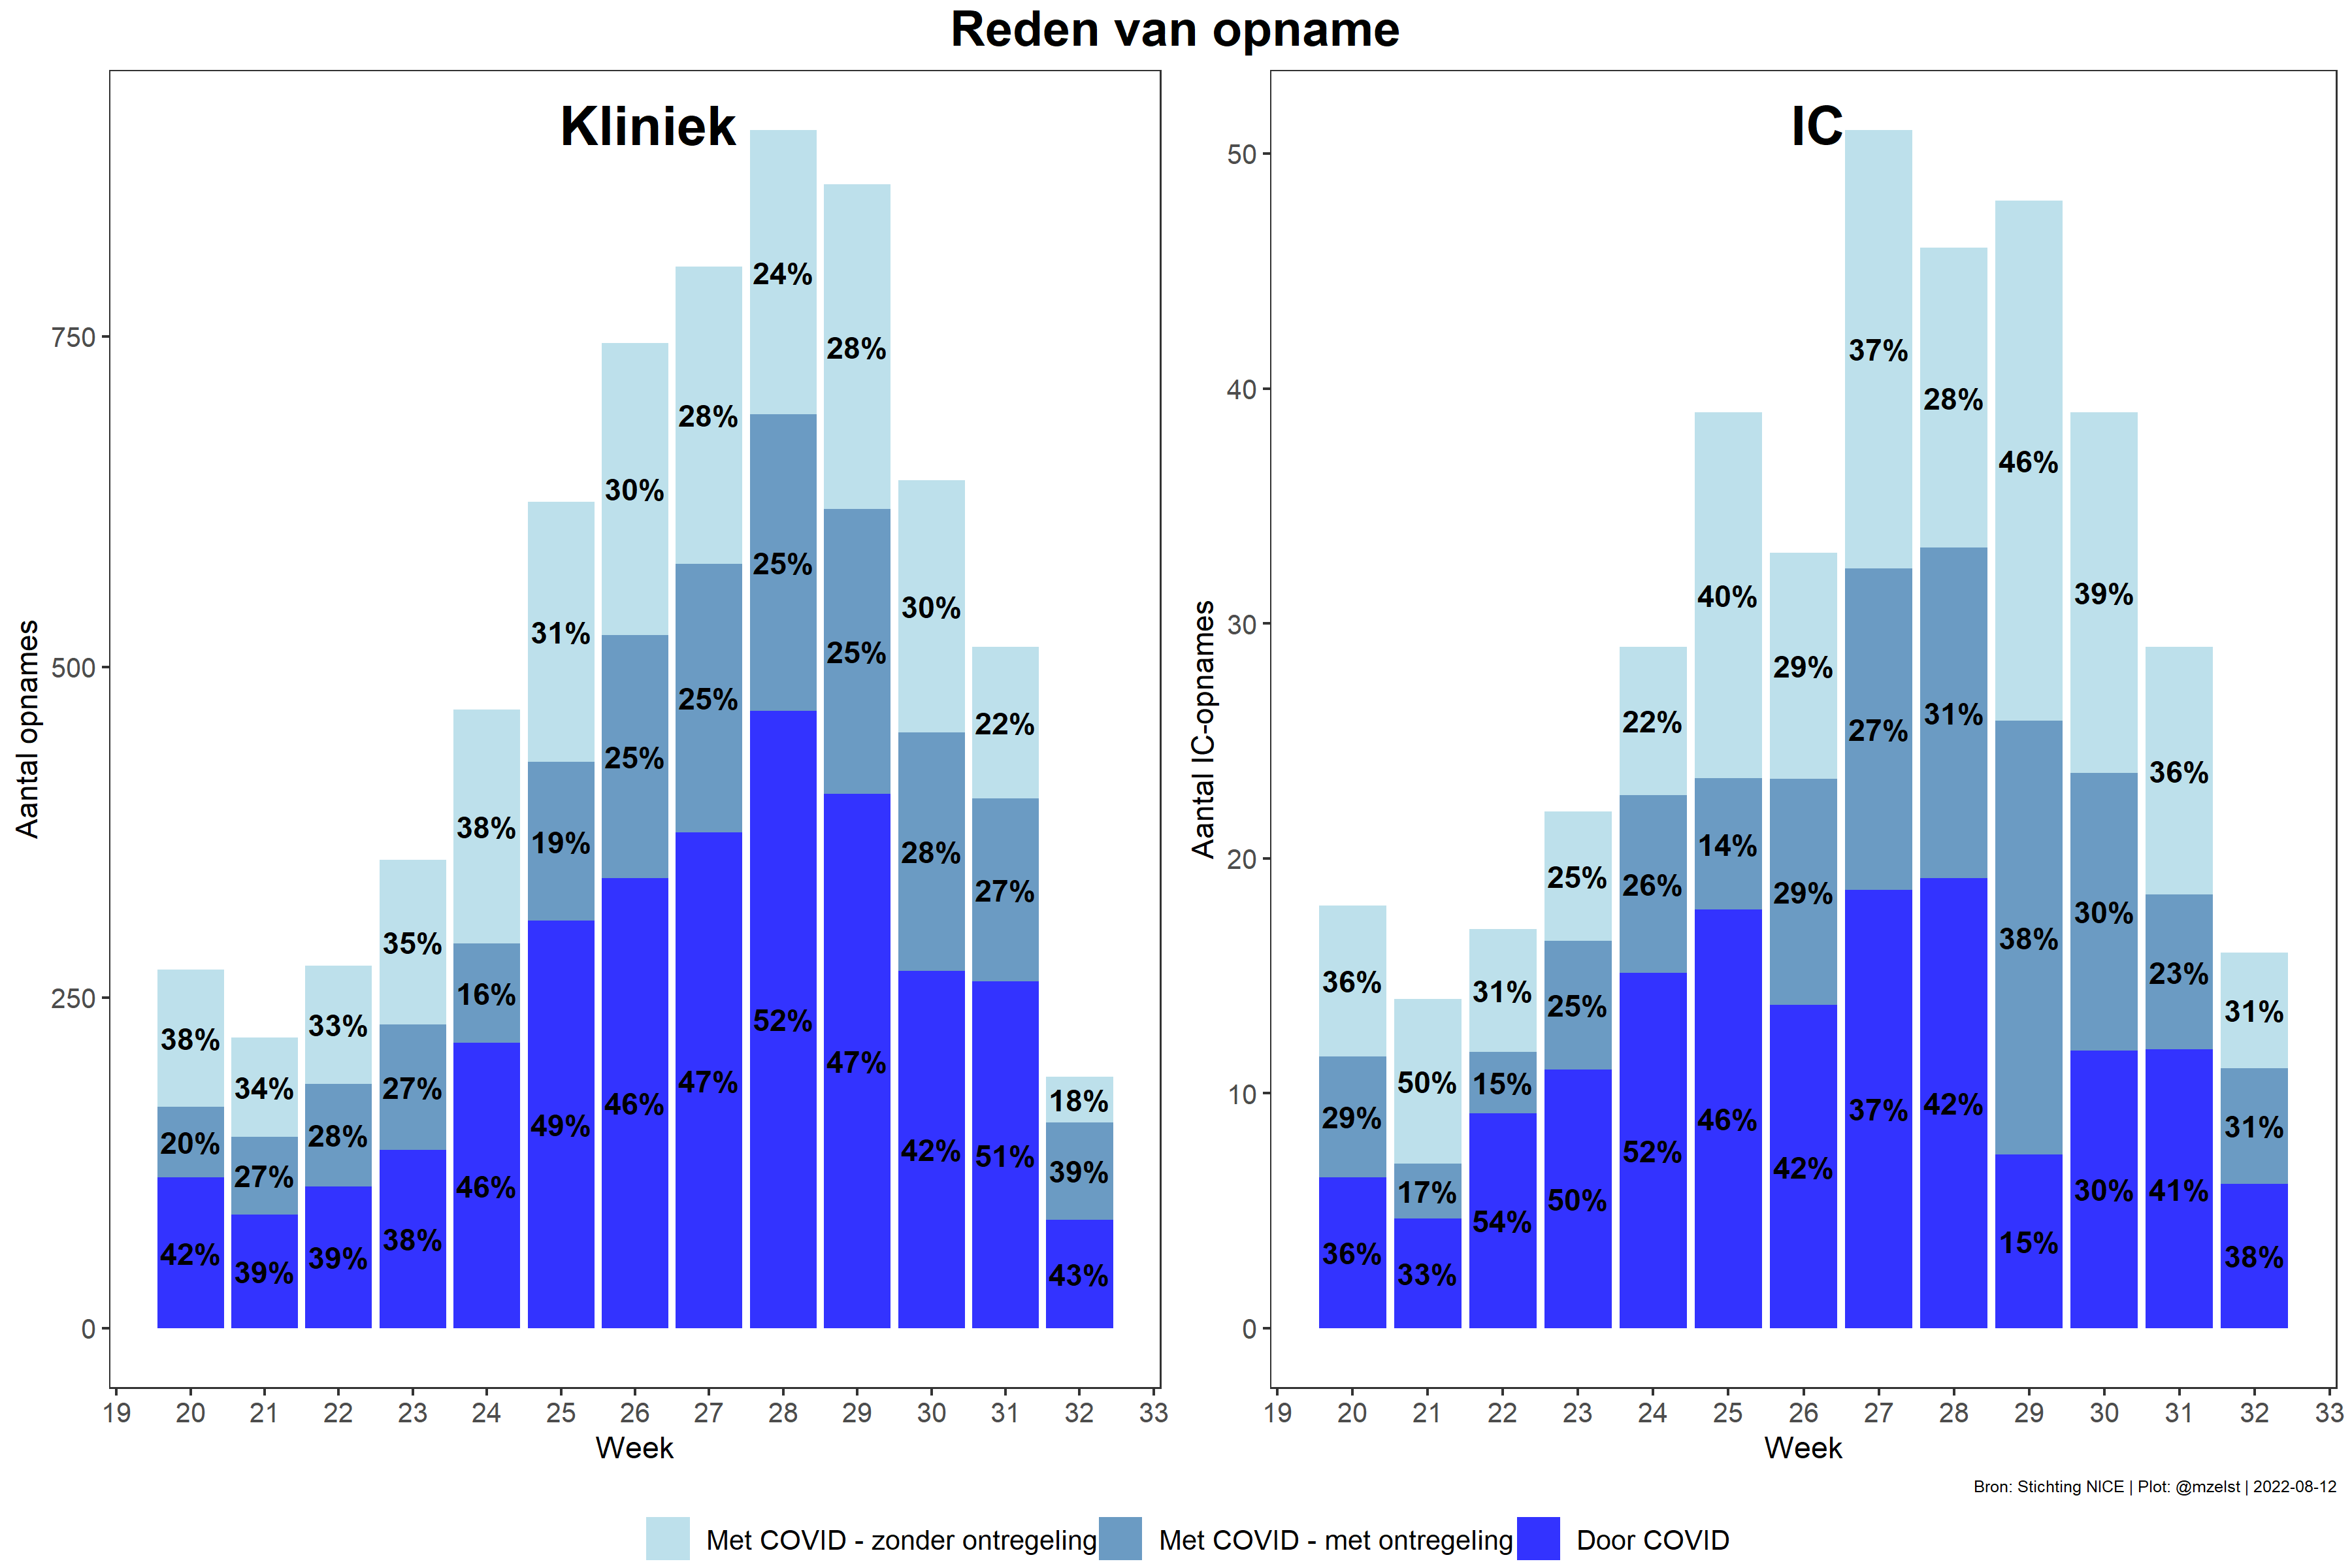 Reden van opname
Kliniek
Aantal opnames
750
500
250
0
38% 34% 33% 35% 38% 31% 30% 28% 24% 28% 30% 22% 18%
20% 27% 28% 27% 16% 19% 25% 25% 25% 25% 28% 27% 39%
42% 39% 39% 38% 46% 49% 46% 47% 52% 47% 42% 51% 43%
19 20 21 22 23 24 25 26 27 28 29 30 31 32 33
Week
IC
Aantal IC-opnames
50
40
30
20
10
0
36% 50% 31% 25% 22% 40% 29% 37% 28% 46% 39% 36% 31%
29% 17% 15% 25% 26% 14% 29% 27% 31% 38% 30% 23% 31%
36% 33% 54% 50% 52% 46% 42% 37% 42% 15% 30% 41% 38%
19 20 21 22 23 24 25 26 27 28 29 30 31 32 33
Week
Bron: Stichting NICE | Plot: @mzelst | 2022-08-12
Met COVID - zonder ontregeling Met COVID - met ontregeling Door COVID